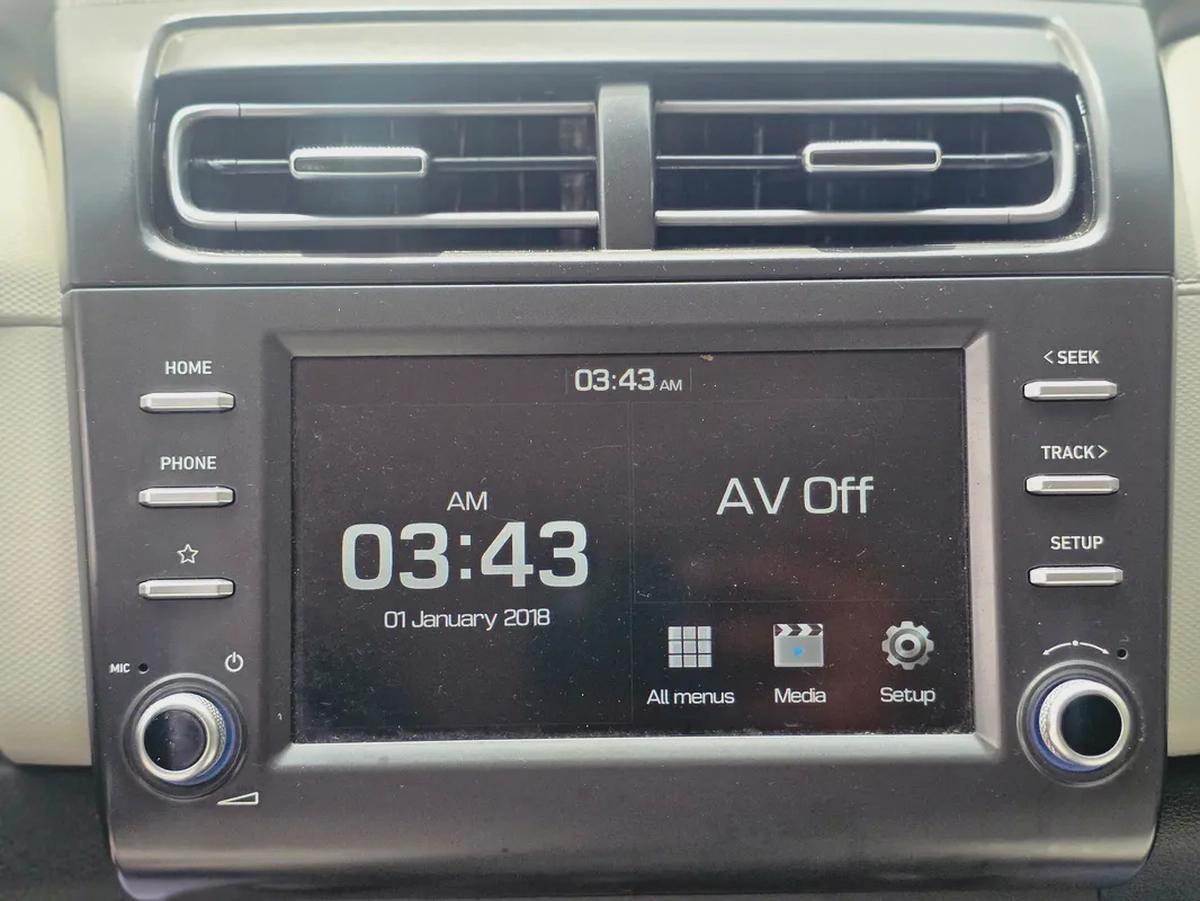 HOME
PHONE
MIC
03:43 AM
AM
03:43
01 January 2018
AV Off
All menus
Media
Setup
< SEEK
TRACK >
SETUP